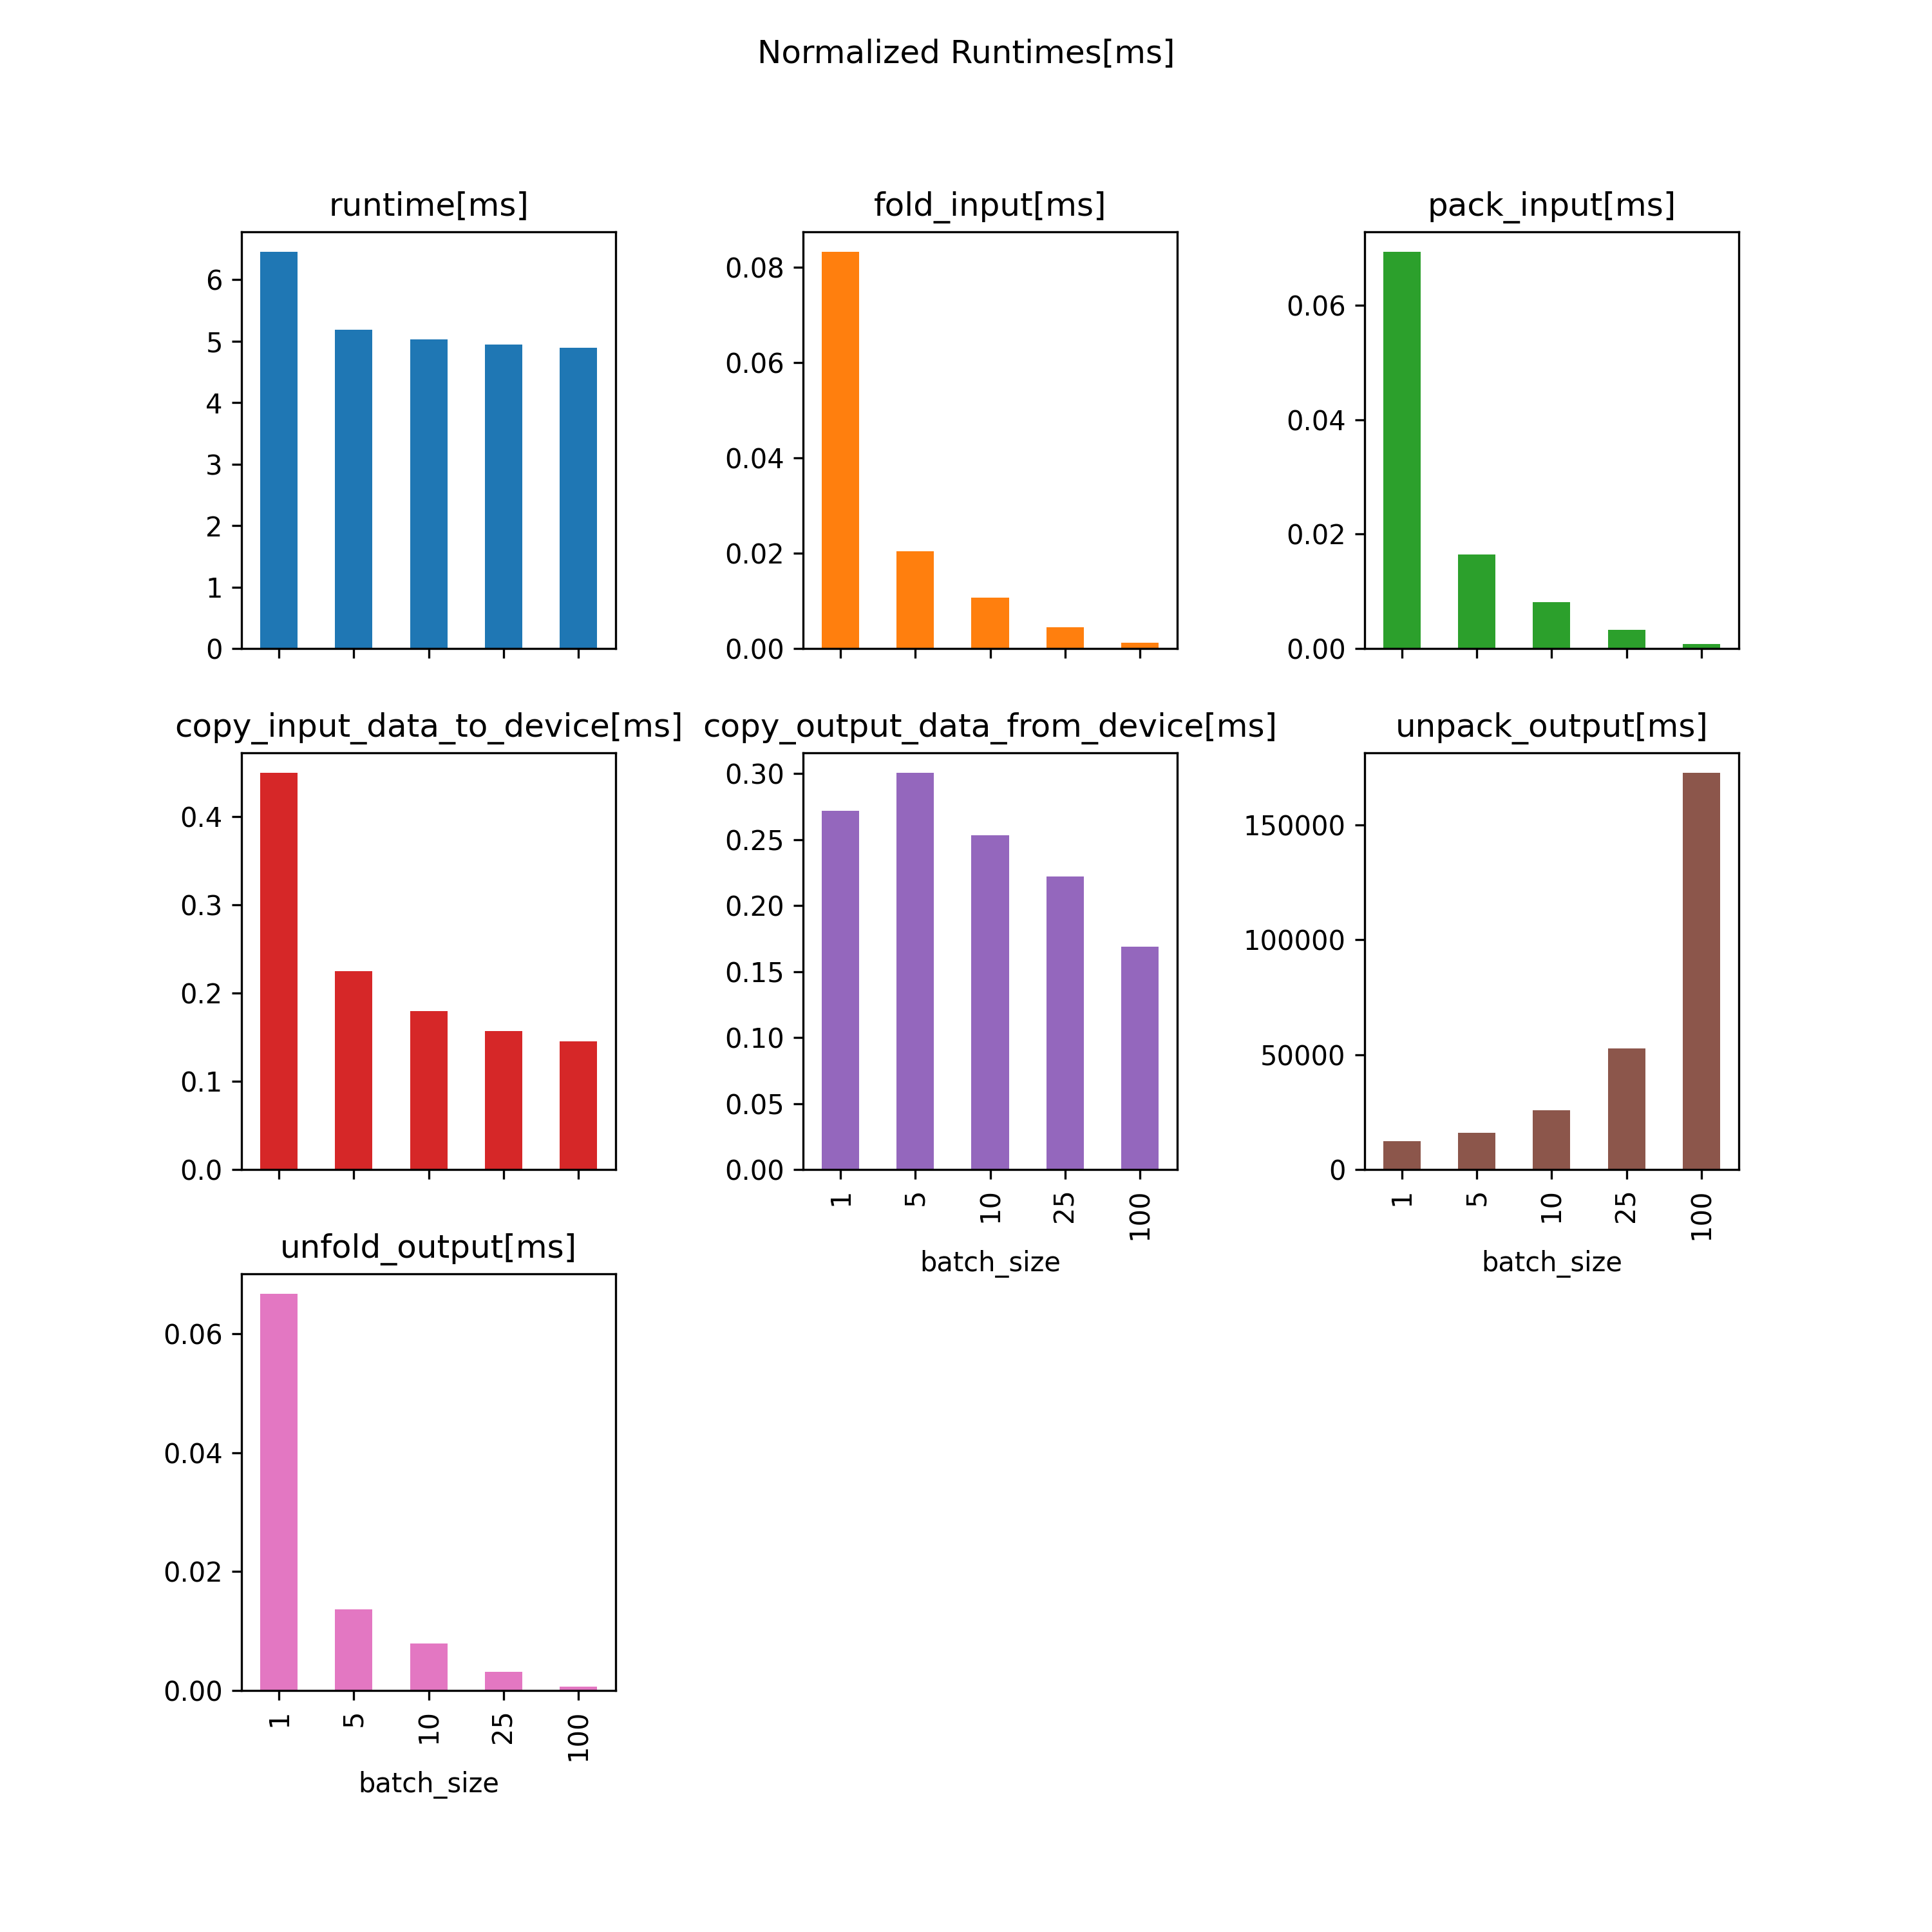 Normalized Runtimes[ms]
runtime[ms]
6
5
4
3
2
1
0
fold_input[ms]
0.08
0.06
0.04
0.02
0.00
pack_input[ms]
0.06
0.04
0.02
0.00
copy_input_data_to_device[ms]
0.4
0.3
0.2
0.1
0.0
copy_output_data_from_device[ms]
0.30
0.25
0.20
0.15
0.10
0.05
0.00
1 5 10 25 100
batch_size
unpack_output[ms]
150000
100000
50000
0
1 5 10 25 100
batch_size
unfold_output[ms]
0.06
0.04
0.02
0.00
1 5 10 25 100
batch_size